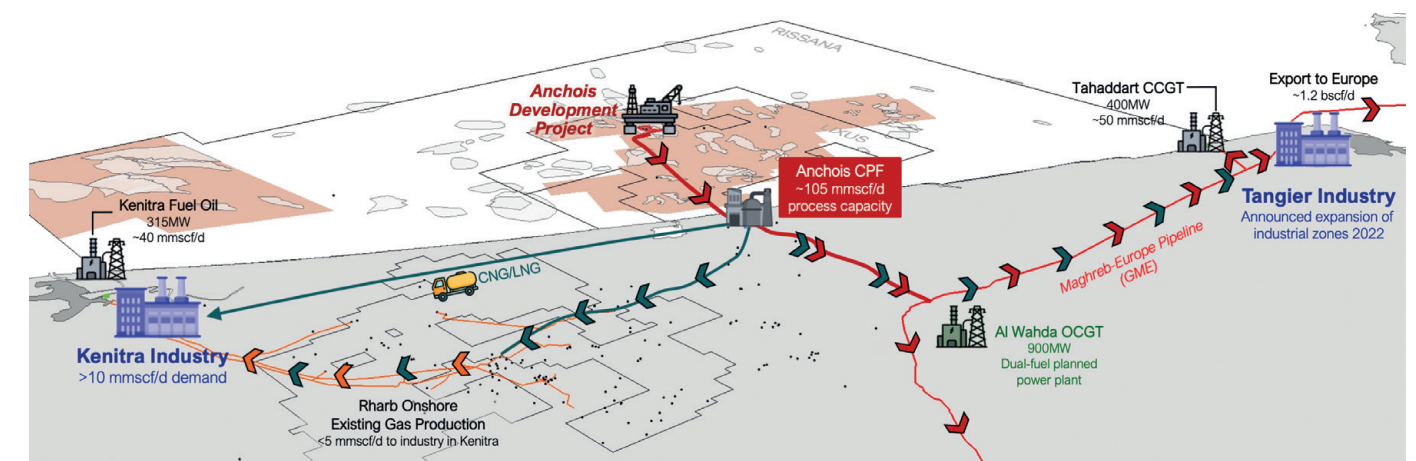 RISSANA
Anchois
Development
Project
LIXUS
Tahaddart CCGT
400MW
~50 mmscf/d
Export to Europe
~1.2 bscf/d
Anchois CPF
~105 mmscf/d
process capacity
Kenitra Fuel Oil
315MW
~40 mmscf/d
Tangier Industry
Announced expansion of
industrial zones 2022
CNG/LNG
Maghreb-Europe Pipeline
(GME)
Kenitra Industry
>10 mmscf/d demand
Al Wahda OCGT
900MW
Dual-fuel planned
power plant
Rharb Onshore
Existing Gas Production
<5 mmscf/d to industry in Kenitra